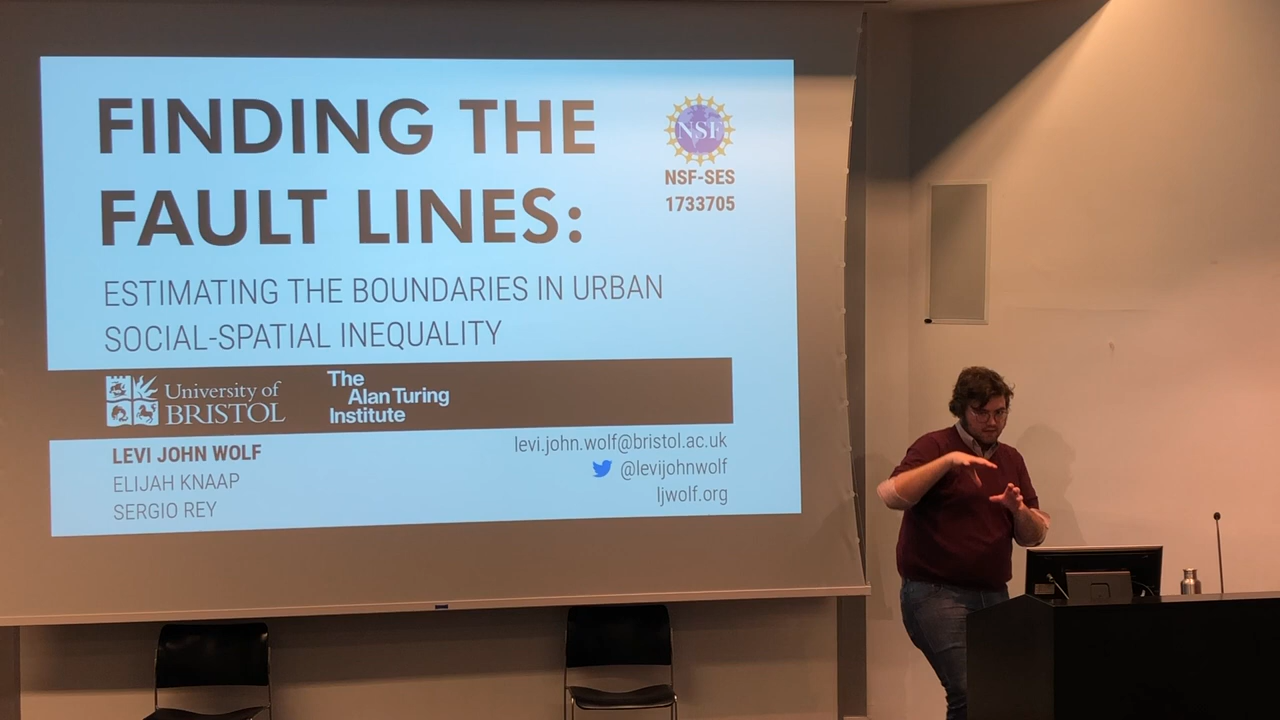 FINDING THE
FAULT LINES:
NSF
NSF-SES
1733705
ESTIMATING THE BOUNDARIES IN URBAN
SOCIAL-SPATIAL INEQUALITY
University of
BRISTOL
The
Alan Turing
Institute
LEVI JOHN WOLF
ELIJAH KNAAP
SERGIO REY
levi.john.wolf@bristol.ac.uk
@levijohnwolf
ljwolf.org